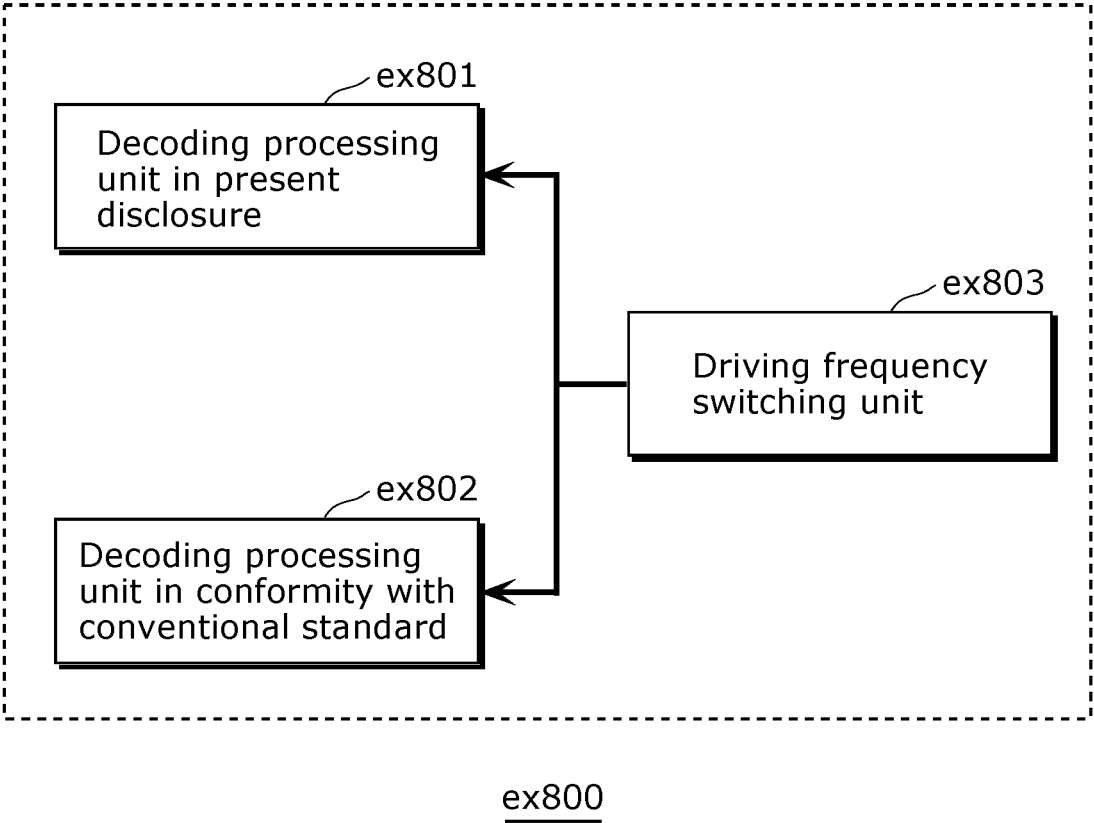 ex801
Decoding processing
unit in present
disclosure
ex803
Driving frequency
switching unit
ex802
Decoding processing
unit in conformity with
conventional standard
ex800